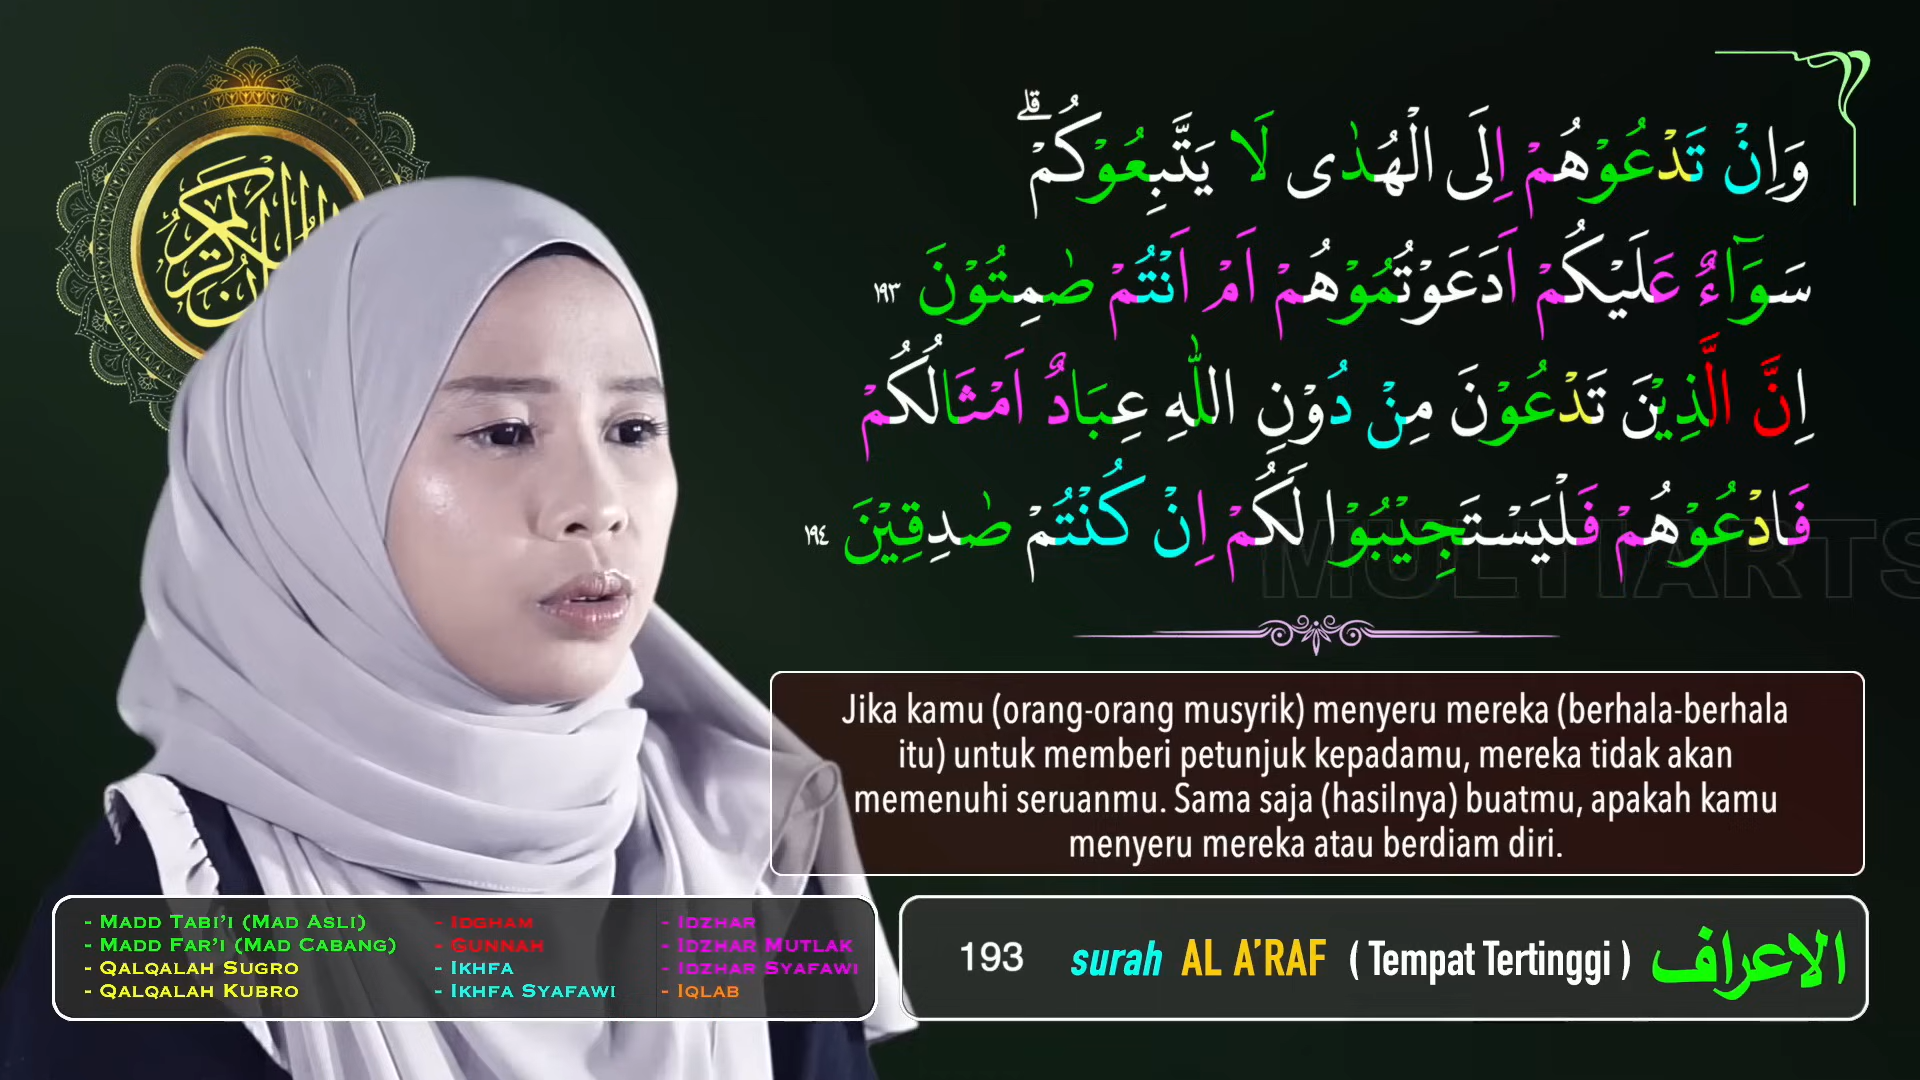 وَاِنْ تَدْعُوْهُمْ اِلَى الْهُدٰى لَا يَتَّبِعُوْكُمْۗ
سَوَاۤءٌ عَلَيْكُمْ اَدَعَوْتُمُوْهُمْ اَمْ اَنْتُمْ صٰمِتُوْنَ ١٩٣
اِنَّ الَّذِيْنَ تَدْعُوْنَ مِنْ دُوْنِ اللّٰهِ عِبَادٌ اَمْثَالُكُمْ
فَادْعُوْهُمْ فَلْيَسْتَجِيْبُوْا لَكُمْ اِنْ كُنْتُمْ صٰدِقِيْنَ ١٩٤
MULTIARTS
Jika kamu (orang-orang musyrik) menyeru mereka (berhala-berhala
itu) untuk memberi petunjuk kepadamu, mereka tidak akan
memenuhi seruanmu. Sama saja (hasilnya) buatmu, apakah kamu
menyeru mereka atau berdiam diri.
- Madd Tabi'i (Mad Asli)
- Madd Far'i (Mad Cabang)
- Qalqalah Sugro
- Qalqalah Kubro
- Idgham
- Gunnah
- Ikhfa
- Ikhfa Syafawi
- Idzhar
- Idzhar Mutlak
- Idzhar Syafawi
- Iqlab
193 surah AL A'RAF ( Tempat Tertinggi ) الاعراف